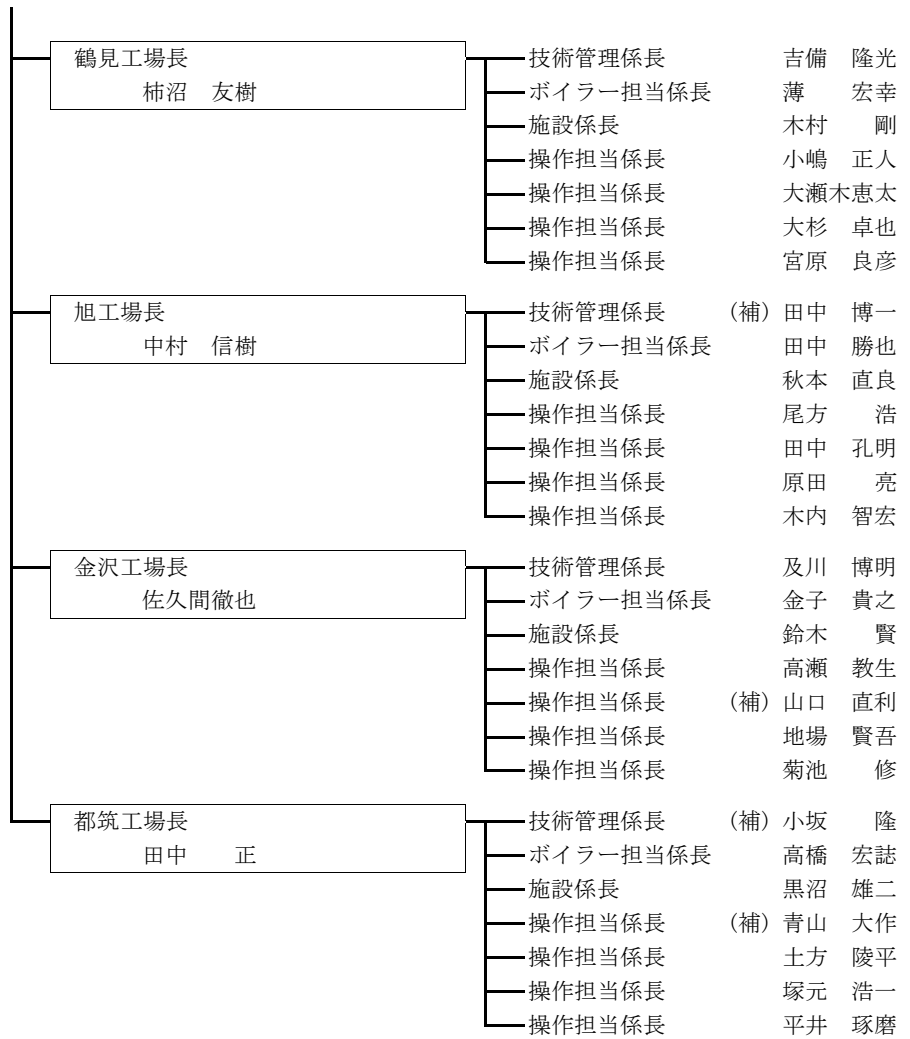 鶴見工場長
柿沼　友樹
技術管理係長　吉備　隆光
ボイラー担当係長　薄　宏幸
施設係長　木村　剛
操作担当係長　小嶋　正人
操作担当係長　大瀬木恵太
操作担当係長　大杉　卓也
操作担当係長　宮原　良彦
旭工場長
中村　信樹
技術管理係長　（補）田中　博一
ボイラー担当係長　田中　勝也
施設係長　秋本　直良
操作担当係長　尾方　浩
操作担当係長　田中　孔明
操作担当係長　原田　亮
操作担当係長　木内　智宏
金沢工場長
佐久間徹也
技術管理係長　及川　博明
ボイラー担当係長　金子　貴之
施設係長　鈴木　賢
操作担当係長　高瀬　教生
操作担当係長　（補）山口　直利
操作担当係長　地場　賢吾
操作担当係長　菊池　修
都筑工場長
田中　正
技術管理係長　（補）小坂　隆
ボイラー担当係長　高橋　宏誌
施設係長　黒沼　雄二
操作担当係長　（補）青山　大作
操作担当係長　土方　陵平
操作担当係長　塚元　浩一
操作担当係長　平井　琢磨